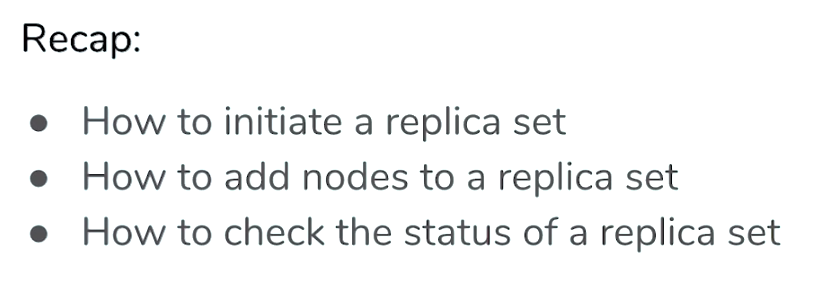 Recap:
● How to initiate a replica set
● How to add nodes to a replica set
● How to check the status of a replica set